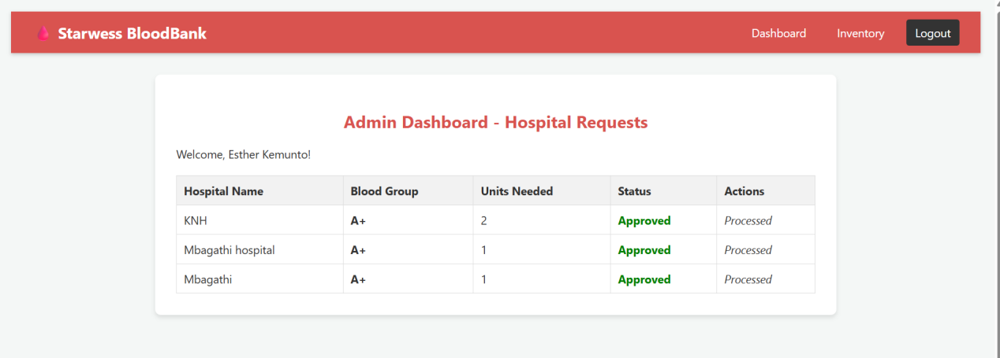 Starwess BloodBank Dashboard Inventory Logout
Admin Dashboard - Hospital Requests
Welcome, Esther Kemunto!
Hospital Name Blood Group Units Needed Status Actions
KNH A+ 2 Approved Processed
Mbagathi hospital A+ 1 Approved Processed
Mbagathi A+ 1 Approved Processed